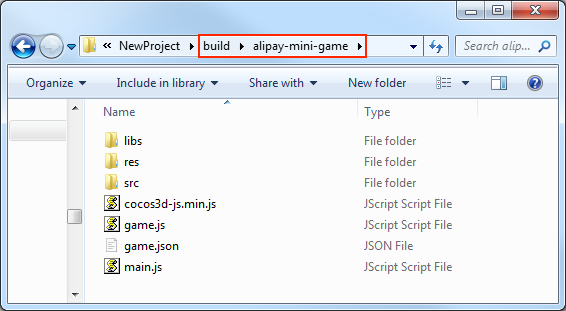 NewProject build alipay-mini-game Search alip...
Organize Include in library Share with New folder
Name Type
libs File folder
res File folder
src File folder
cocos3d-js.min.js JScript Script File
game.js JScript Script File
game.json JSON File
main.js JScript Script File